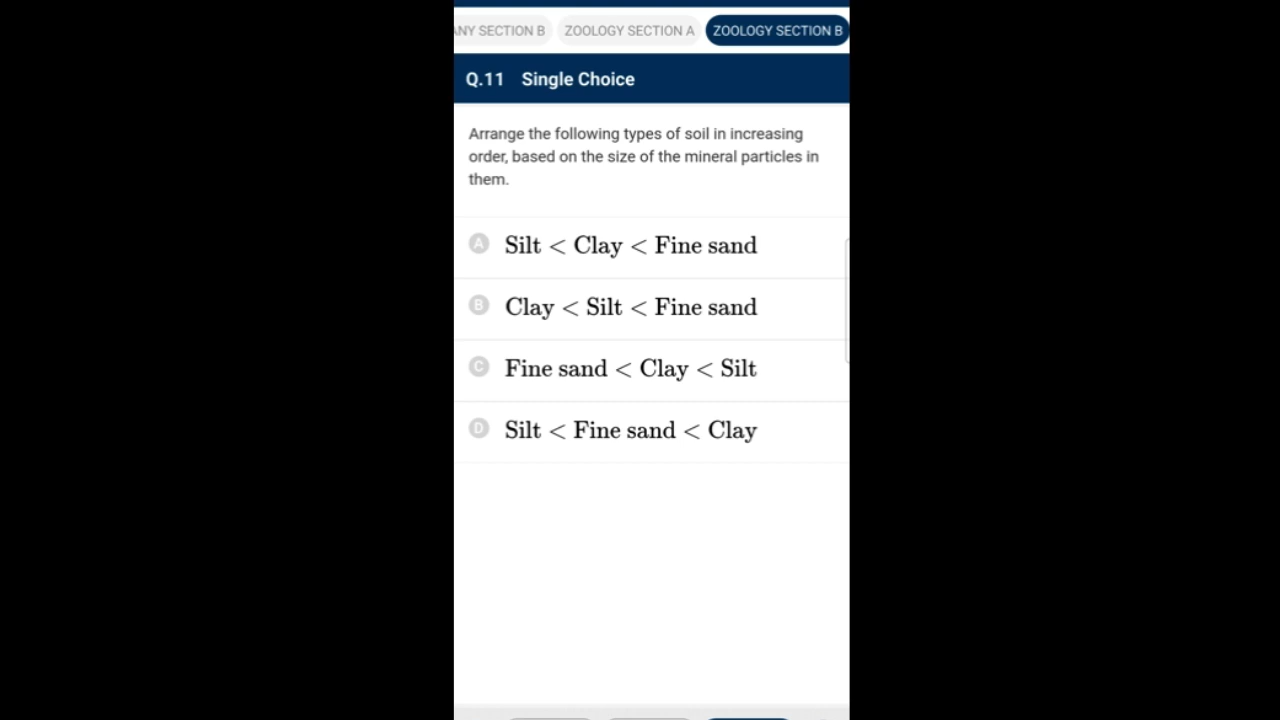 ANY SECTION B ZOOLOGY SECTION A ZOOLOGY SECTION B
Q.11 Single Choice
Arrange the following types of soil in increasing
order, based on the size of the mineral particles in
them.
A Silt < Clay < Fine sand
B Clay < Silt < Fine sand
C Fine sand < Clay < Silt
D Silt < Fine sand < Clay